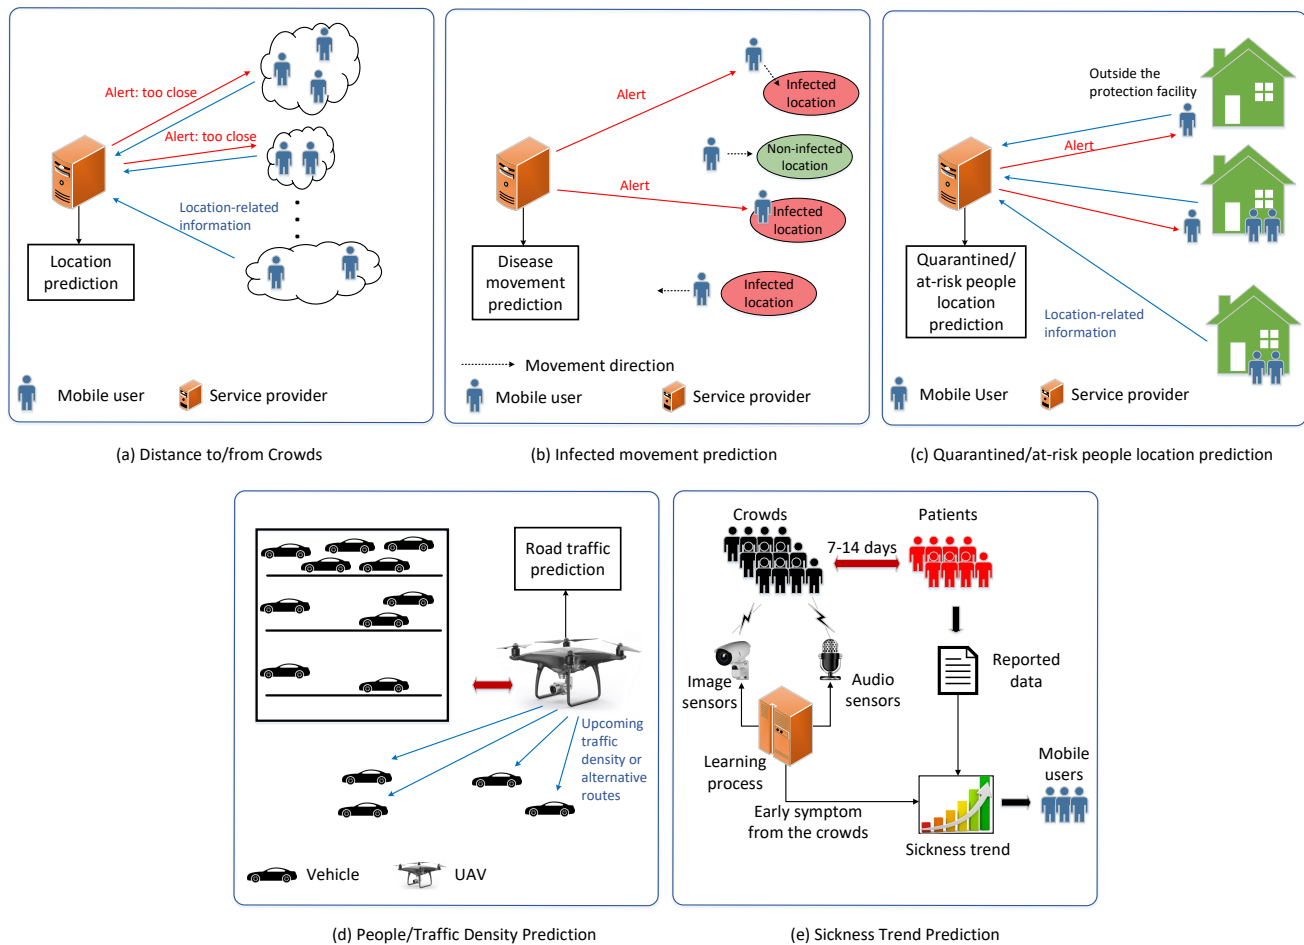 Alert: too close
Alert: too close
Location-related
information
Location
prediction
Mobile user
Service provider
(a) Distance to/from Crowds
Alert
Infected
location
Non-infected
location
Alert
Infected
location
Disease
movement
prediction
Infected
location
Movement direction
Mobile user
Service provider
(b) Infected movement prediction
Outside the
protection facility
Alert
Quarantined/
at-risk people
location
prediction
Location-related
information
Mobile User
Service provider
(c) Quarantined/at-risk people location prediction
Road traffic
prediction
Upcoming
traffic
density or
alternative
routes
Vehicle
UAV
(d) People/Traffic Density Prediction
Crowds
Patients
7-14 days
Image
sensors
Audio
sensors
Reported
data
Learning
process
Mobile
users
Early symptom
from the crowds
Sickness trend
(e) Sickness Trend Prediction